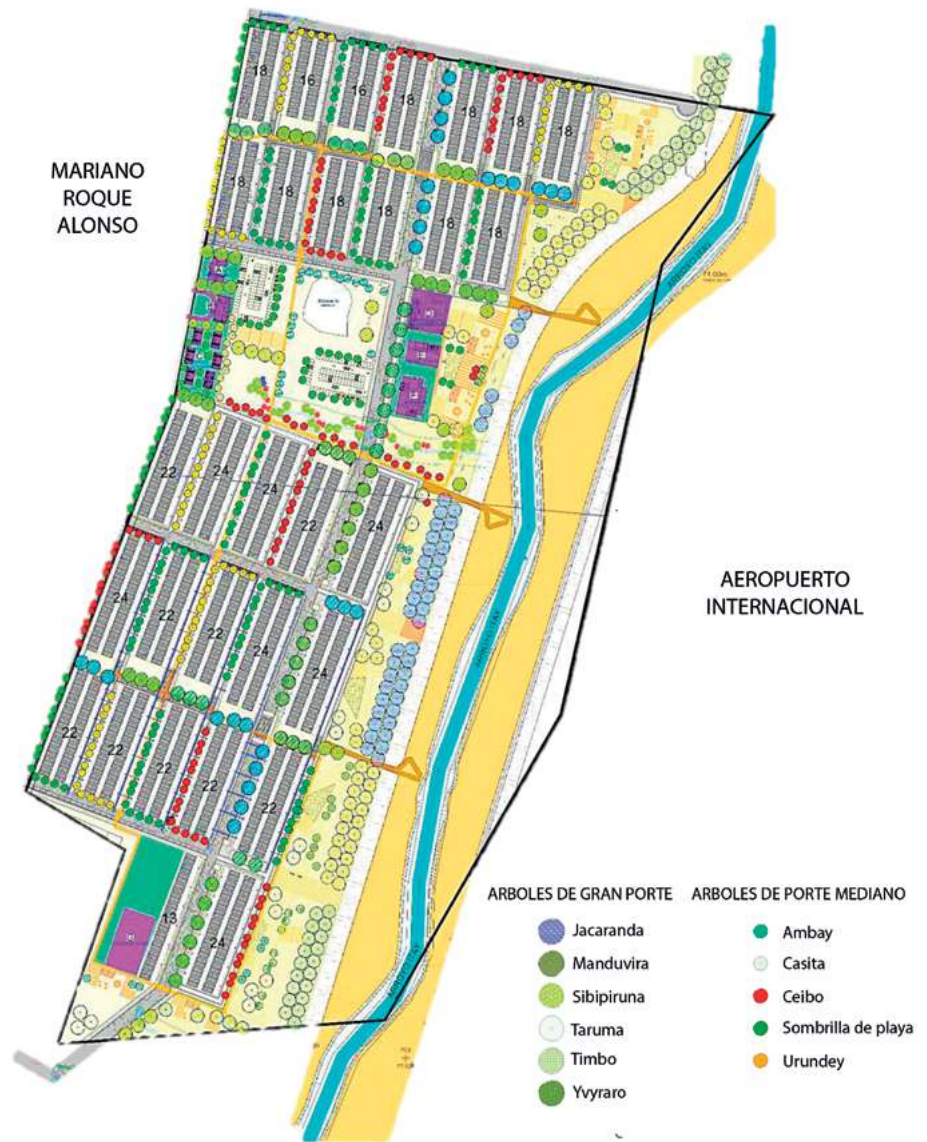 18
16
16
18
18
18
18
MARIANO
ROQUE
ALONSO
18
18
18
18
18
18
22
24
24
22
24
AEROPUERTO
INTERNACIONAL
24
22
22
24
24
22
22
22
22
22
13
24
ARBOLES DE GRAN PORTE
Jacaranda
Manduvira
Sibipiruna
Taruma
Timbo
Yvyraro
ARBOLES DE PORTE MEDIANO
Ambay
Casita
Ceibo
Sombrilla de playa
Urundey